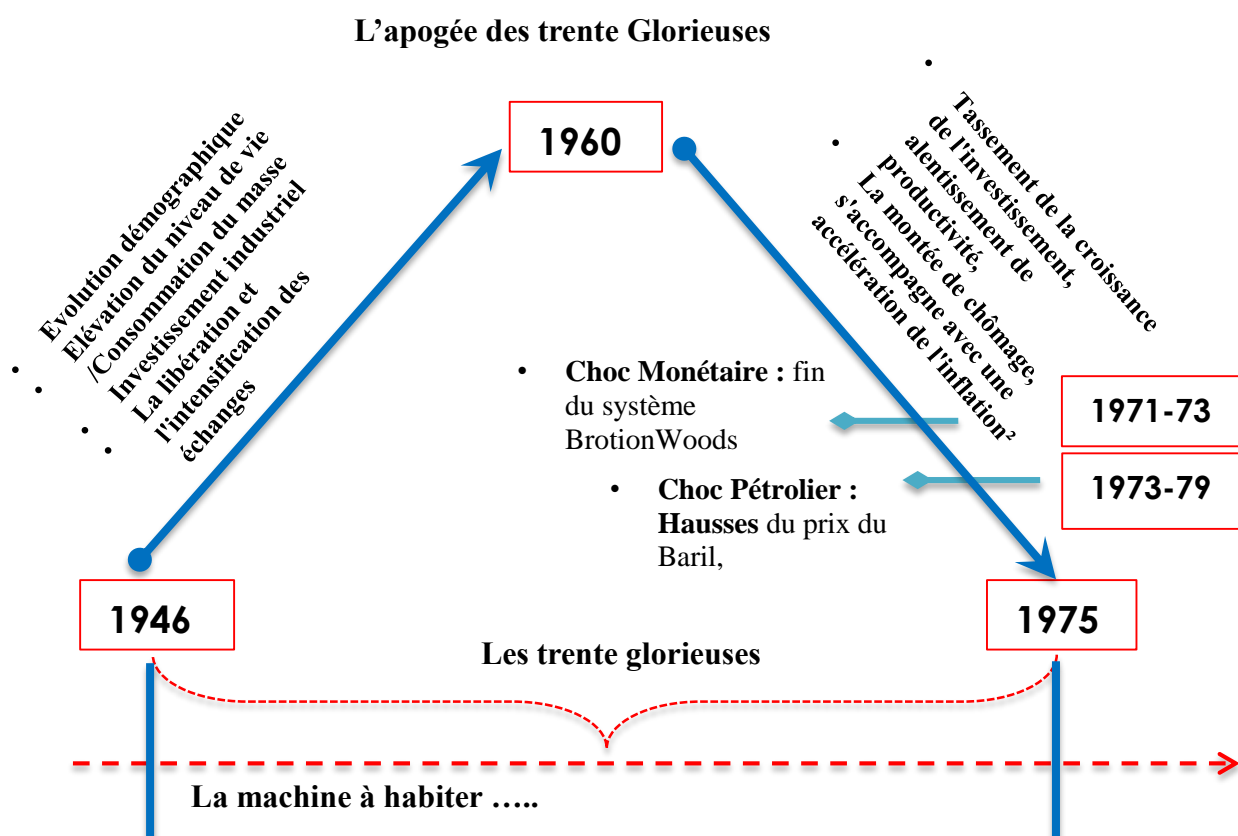 L'apogée des trente Glorieuses
1960
• Evolution démographique
• Elévation du niveau de vie
/Consommation du masse
• Investissement industriel
• La libération et
l'intensification des
échanges
• Tassement de la croissance
de l'investissement,
alentissement de
productivité,
• La montée de chômage,
s'accompagne avec une
accélération de l'inflation²
• Choc Monétaire : fin
du système
BrotionWoods
1971-73
• Choc Pétrolier :
Hausses du prix du
Baril,
1973-79
1946
1975
Les trente glorieuses
La machine à habiter …..